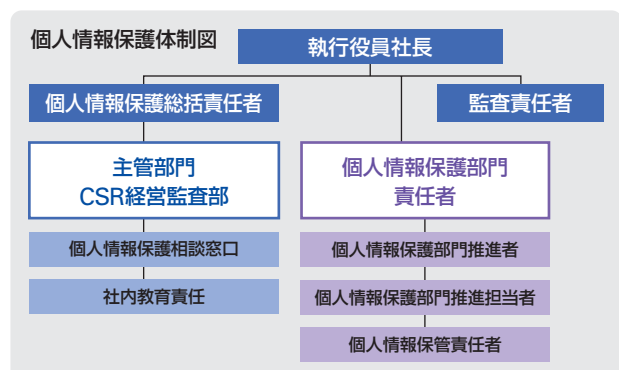 個人情報保護体制図
執行役員社長
個人情報保護総括責任者
監査責任者
主管部門
CSR経営監査部
個人情報保護部門
責任者
個人情報保護相談窓口
社内教育責任
個人情報保護部門推進者
個人情報保護部門推進担当者
個人情報保管責任者